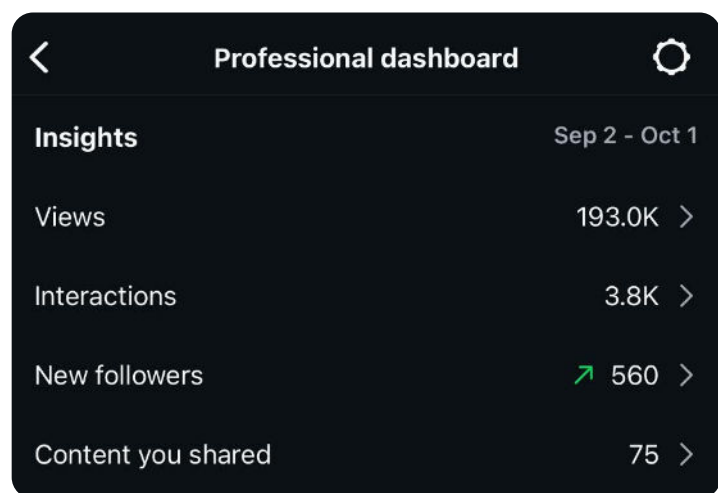 Professional dashboard
Insights Sep 2 - Oct 1
Views 193.0K
Interactions 3.8K
New followers 560
Content you shared 75